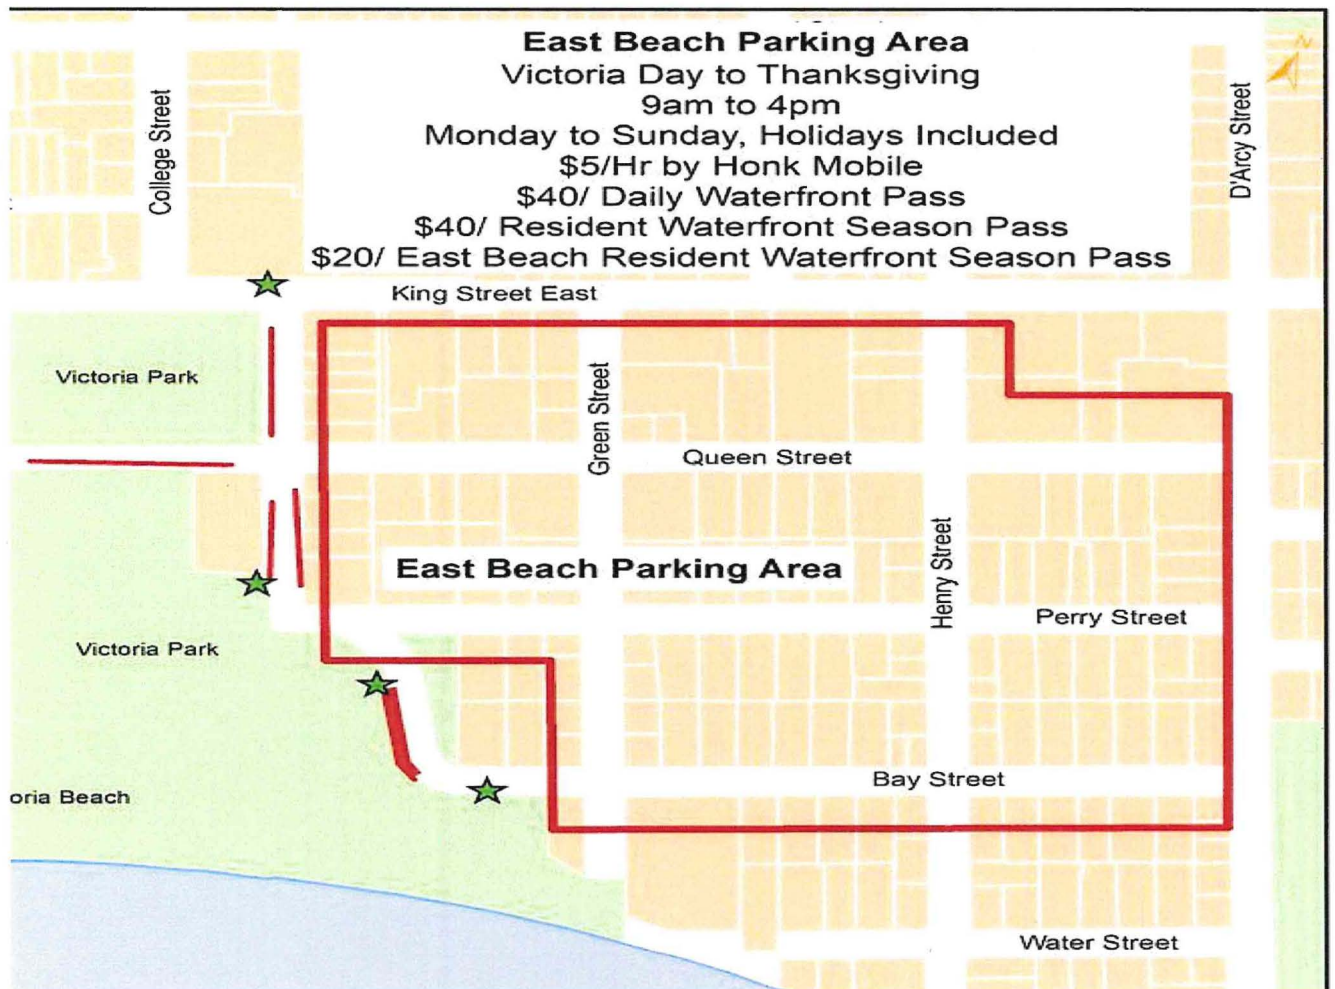 East Beach Parking Area
Victoria Day to Thanksgiving
9am to 4pm
Monday to Sunday, Holidays Included
$5/Hr by Honk Mobile
$40/ Daily Waterfront Pass
$40/ Resident Waterfront Season Pass
$20/ East Beach Resident Waterfront Season Pass
N
College Street
D'Arcy Street
King Street East
Victoria Park
Green Street
Queen Street
East Beach Parking Area
Henry Street
Perry Street
Victoria Park
Bay Street
oria Beach
Water Street